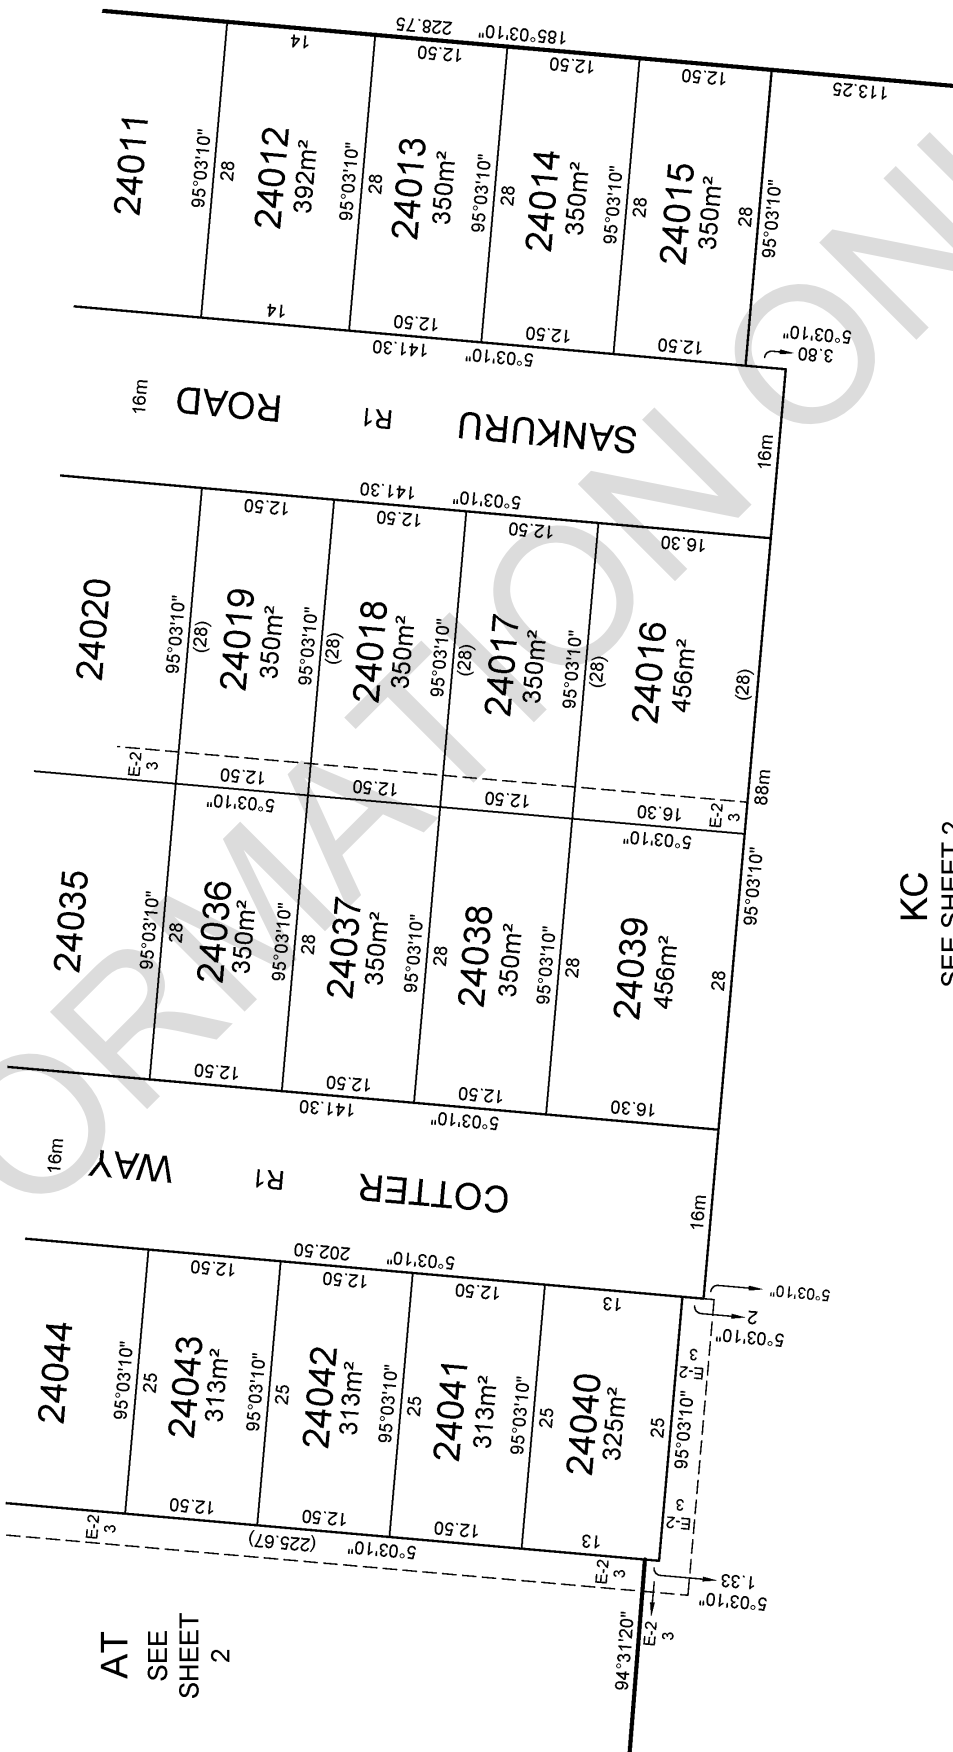 185°03'10" 228.75
14
12.50
12.50
12.50
113.25
24011
95°03'10"
28
24012
392m²
95°03'10"
28
24013
350m²
95°03'10"
28
24014
350m²
95°03'10"
28
24015
350m²
28
95°03'10"
14
12.50
12.50
12.50
5°03'10" 141.30
3.80
5°03'10"
16m
SANKURU
R1
ROAD
16m
5°03'10" 141.30
12.50
12.50
12.50
16.30
24020
95°03'10"
(28)
24019
350m²
95°03'10"
(28)
24018
350m²
95°03'10"
(28)
24017
350m²
95°03'10"
(28)
24016
456m²
(28)
E-2
3
12.50
12.50
12.50
16.30
E-2
3
88m
5°03'10"
5°03'10"
95°03'10"
24035
95°03'10"
28
24036
350m²
95°03'10"
28
24037
350m²
95°03'10"
28
24038
350m²
95°03'10"
28
24039
456m²
28
12.50
12.50
12.50
16.30
5°03'10"
141.30
16m
COTTER
R1
WAY
16m
5°03'10" 202.50
12.50
12.50
12.50
13
5°03'10"
2
5°03'10"
24044
95°03'10"
25
24043
313m²
95°03'10"
25
24042
313m²
95°03'10"
25
24041
313m²
95°03'10"
25
24040
325m²
25
95°03'10"
E-2
3
E-2
3
12.50
12.50
12.50
13
5°03'10" (225.67)
E-2
3
E-2
3
1.33
5°03'10"
E-2
3
94°31'20"
AT
SEE
SHEET
2
KC
SEE SHEET 2
ORMATION ON